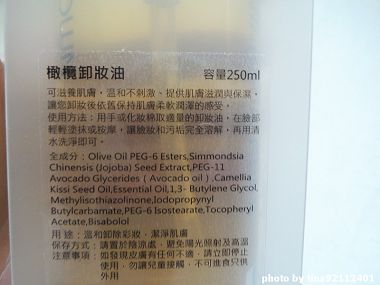 橄欖卸妝油 容量250ml
可滋養肌膚,溫和不刺激、提供肌膚滋潤與保濕,
讓您卸妝後依舊保持肌膚柔軟潤澤的感受。
使用方法:用手或化妝棉取適量的卸妝油,在臉部
輕輕塗抹或按摩,讓臉妝和污垢完全溶解,再用清
水洗淨即可。
全成方:Olive Oil PEG-6 Esters,Simmondsia
Chinensis (Jojoba) Seed Extract,PEG-11
Avocado Glycerides (Avocado oil),Camellia
Kissi Seed Oil,Essential Oil,1,3- Butylene Glycol,
Methylisothiazolinone,Iodopropynyl
Butylcarbamate,PEG-6 Isostearate,Tocopheryl
Acetate,Bisabolol
用 途:溫和卸除彩妝,潔淨肌膚
保存方式:請置於陰涼處,避免陽光照射及高溫
注意事項:如發現皮膚有任何不適,請立即停止
使用,勿讓兒童接觸,不可進食只供
外用
photo by tina92112401